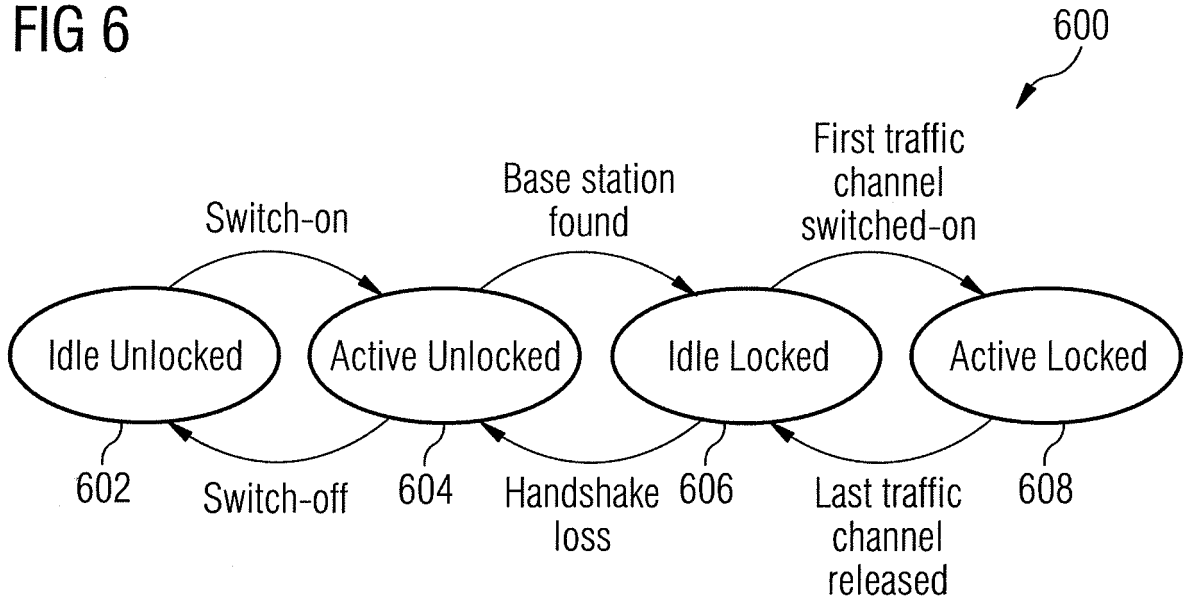 FIG 6
600
First traffic
channel
switched-on
Base station
found
Switch-on
Idle Unlocked
Active Unlocked
Idle Locked
Active Locked
602
Switch-off
604
Handshake
loss
606
Last traffic
channel
released
608